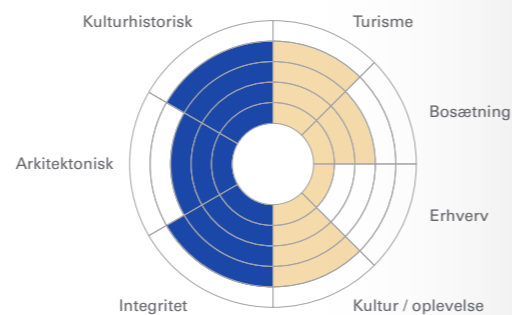 Kulturhistorisk
Turisme
Bosætning
Arkitektonisk
Erhverv
Integritet
Kultur / oplevelse